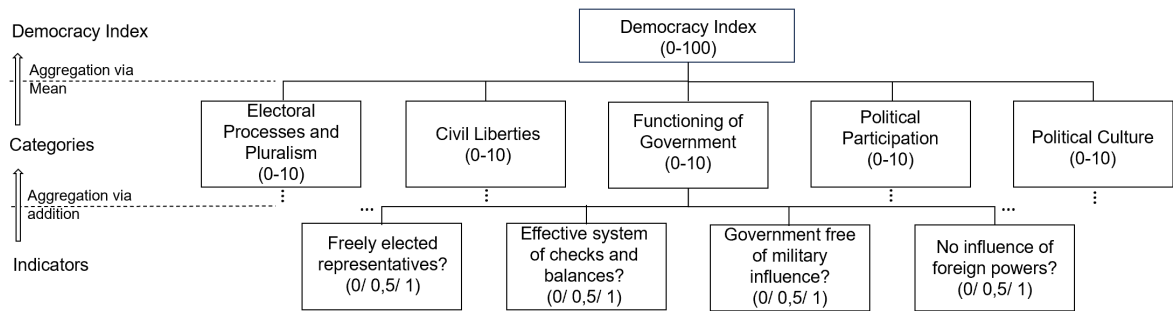 Democracy Index
Aggregation via
Mean
Categories
Aggregation via
addition
Indicators
Democracy Index
(0-100)
Electoral
Processes and
Pluralism
(0-10)
Civil Liberties
(0-10)
Functioning of
Government
(0-10)
Political
Participation
(0-10)
Political Culture
(0-10)
...
...
Freely elected
representatives?
(0/ 0,5/ 1)
Effective system
of checks and
balances?
(0/ 0,5/ 1)
Government free
of military
influence?
(0/ 0,5/ 1)
No influence of
foreign powers?
(0/ 0,5/ 1)